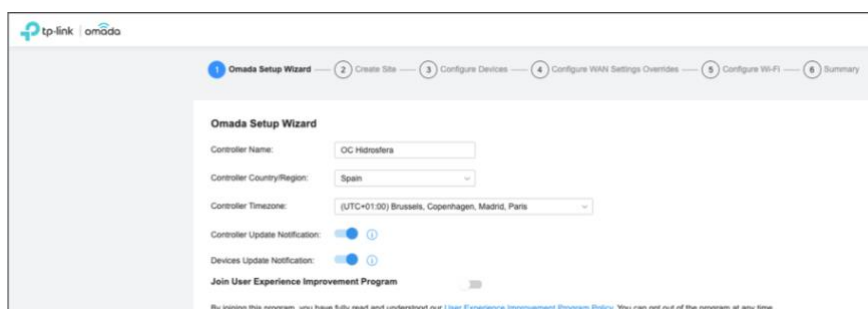 tp-link | omada
1 Omada Setup Wizard 2 Create Site 3 Configure Devices 4 Configure WAN Settings Overrides 5 Configure Wi-Fi 6 Summary
Omada Setup Wizard
Controller Name: OC Hidrosfera
Controller Country/Region: Spain
Controller Timezone: (UTC+01:00) Brussels, Copenhagen, Madrid, Paris
Controller Update Notification:
Devices Update Notification:
Join User Experience Improvement Program
By joining this program, you have fully read and understood our User Experience Improvement Program Policy. You can opt out of the program at any time.